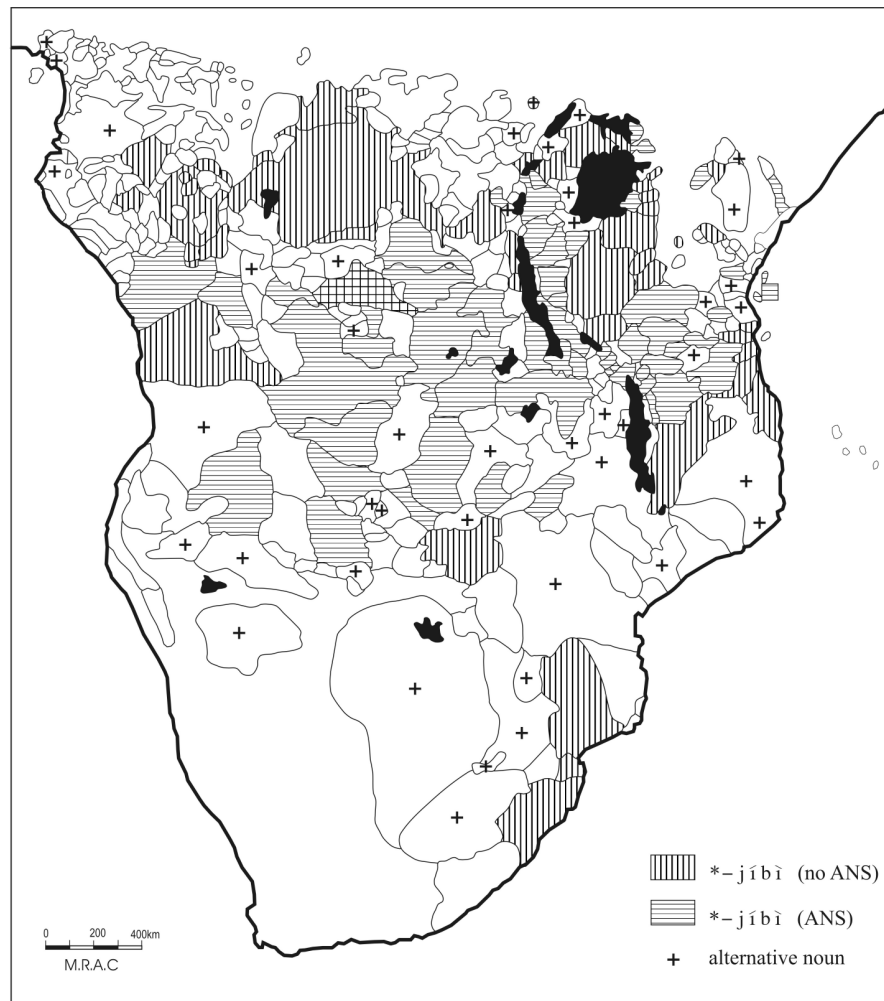 *–jíbì̧ (no ANS)
*–jíbì̧ (ANS)
+ alternative noun
0 200 400km
M.R.A.C